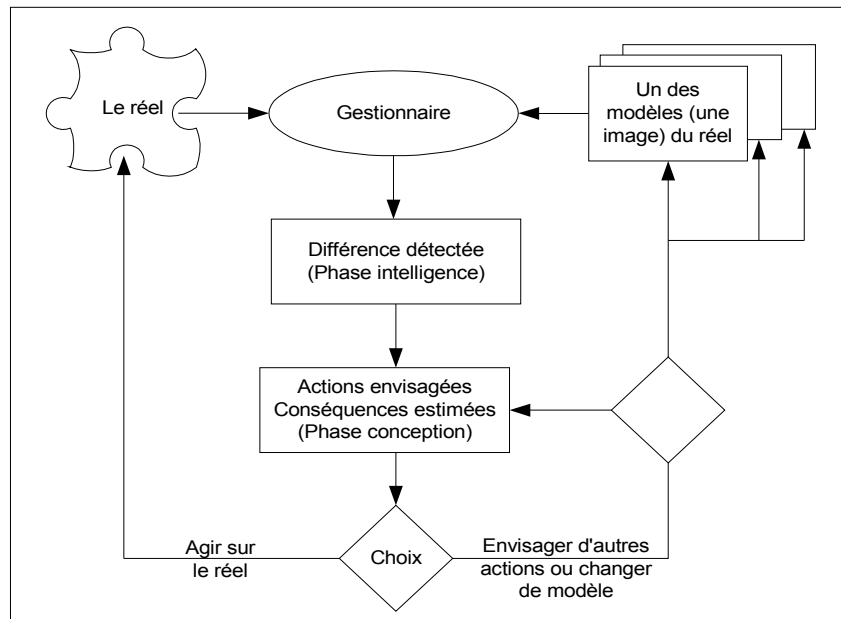 Le réel
Gestionnaire
Un des
modèles (une
image) du réel
Différence détectée
(Phase intelligence)
Actions envisagées
Conséquences estimées
(Phase conception)
Agir sur
le réel
Choix
Envisager d'autres
actions ou changer
de modèle